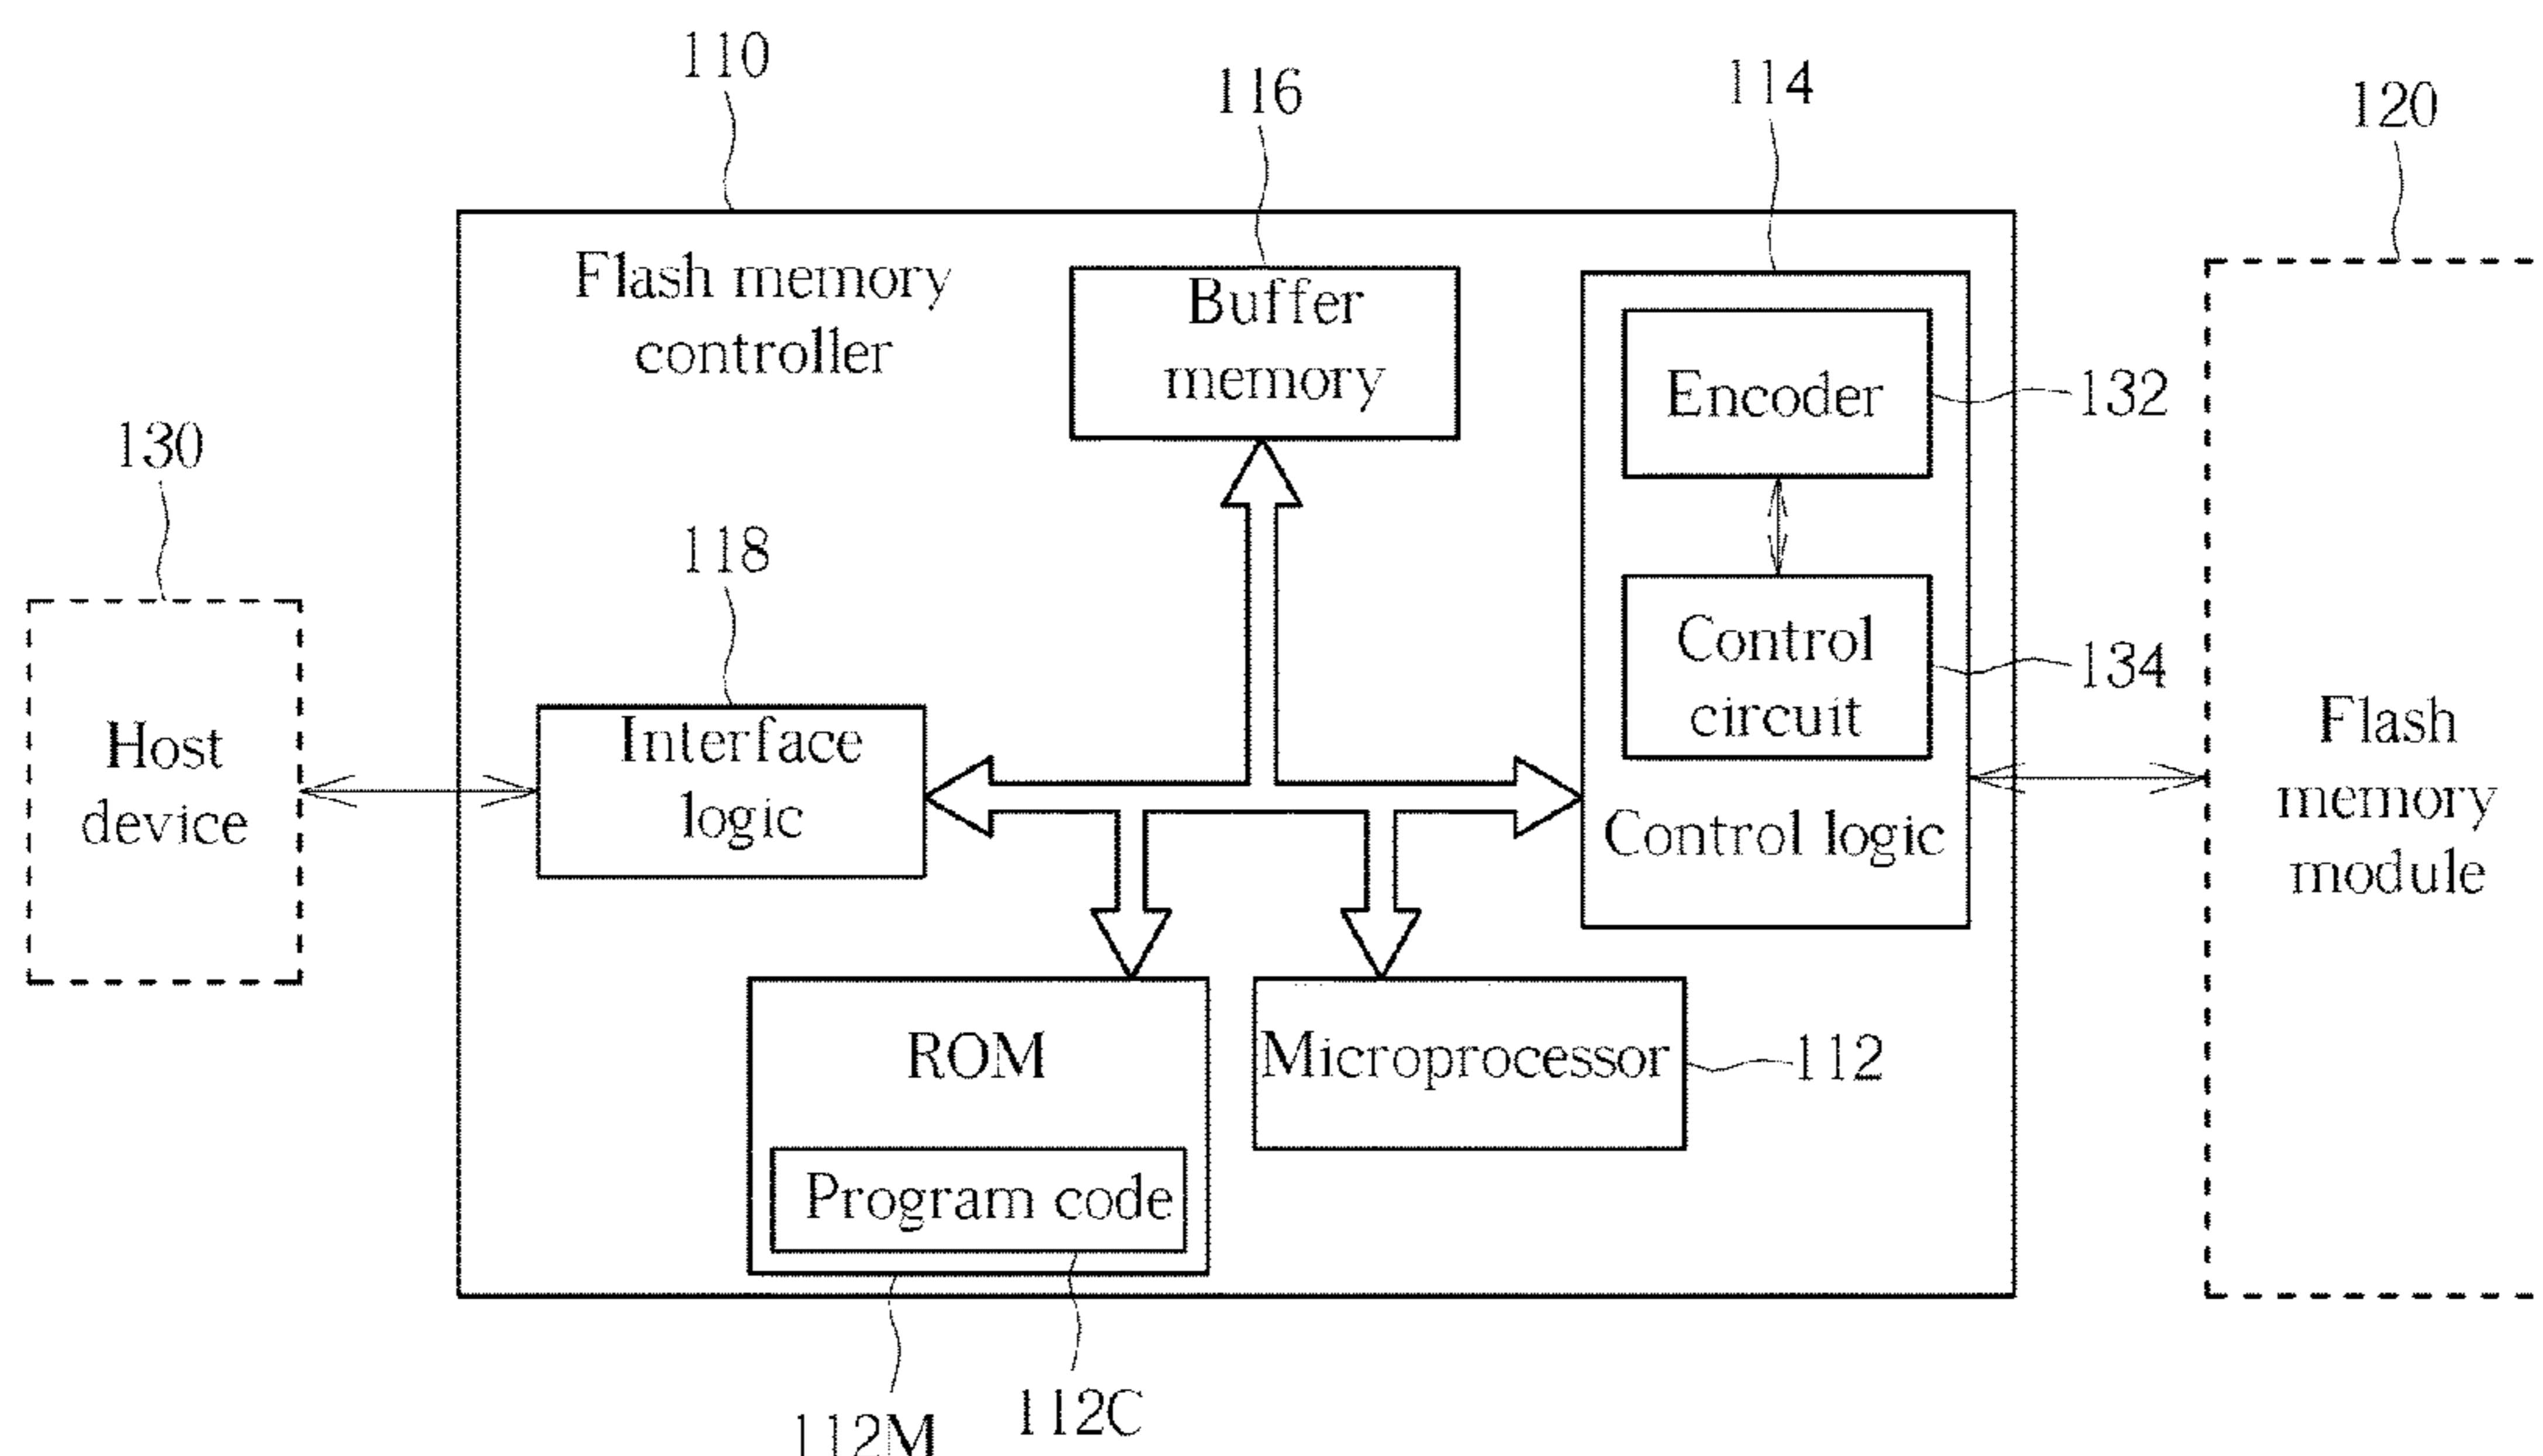 110
116
114
120
Flash memory
controller
Buffer
memory
Encoder
132
130
118
Control
circuit
134
Host
device
Interface
logic
Control logic
Flash
memory
module
ROM
Microprocessor
112
Program code
112M
112C